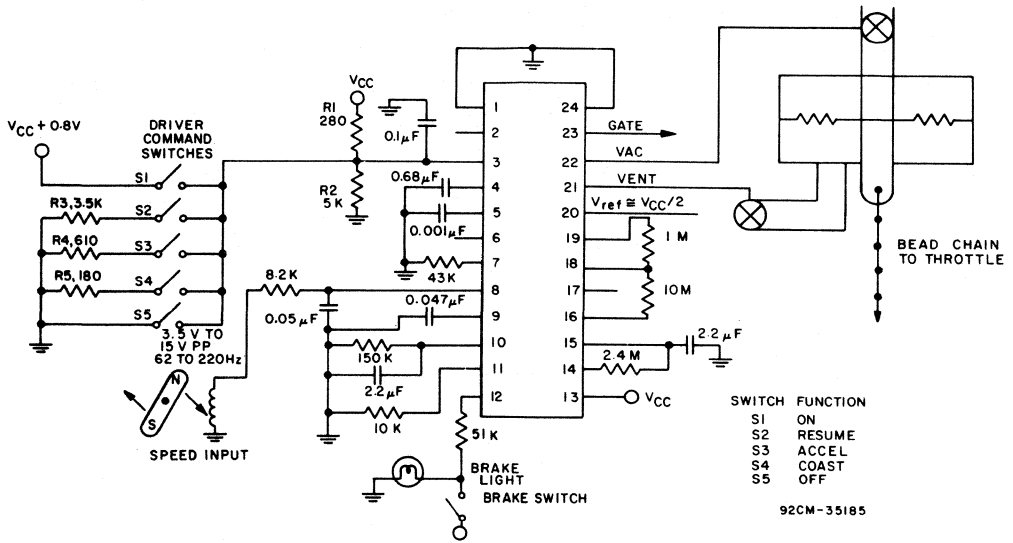 VCC + 0.8V
DRIVER
COMMAND
SWITCHES
S1
R3, 3.5K
S2
R4, 610
S3
R5, 180
S4
S5
3.5 V TO
15 V PP
62 TO 220Hz
N
S
SPEED INPUT
VCC
R1
280
0.1μF
R2
5 K
0.68μF
0.001μF
43K
8.2 K
0.05μF
0.047μF
150 K
2.2μF
10 K
51K
BRAKE
LIGHT
BRAKE SWITCH
1
2
3
4
5
6
7
8
9
10
11
12
24
23
22
21
20
19
18
17
16
15
14
13
GATE
VAC
VENT
Vref ≅ VCC/2
1 M
10M
2.2μF
2.4 M
VCC
BEAD CHAIN
TO THROTTLE
SWITCH FUNCTION
S1 ON
S2 RESUME
S3 ACCEL
S4 COAST
S5 OFF
92CM-35185